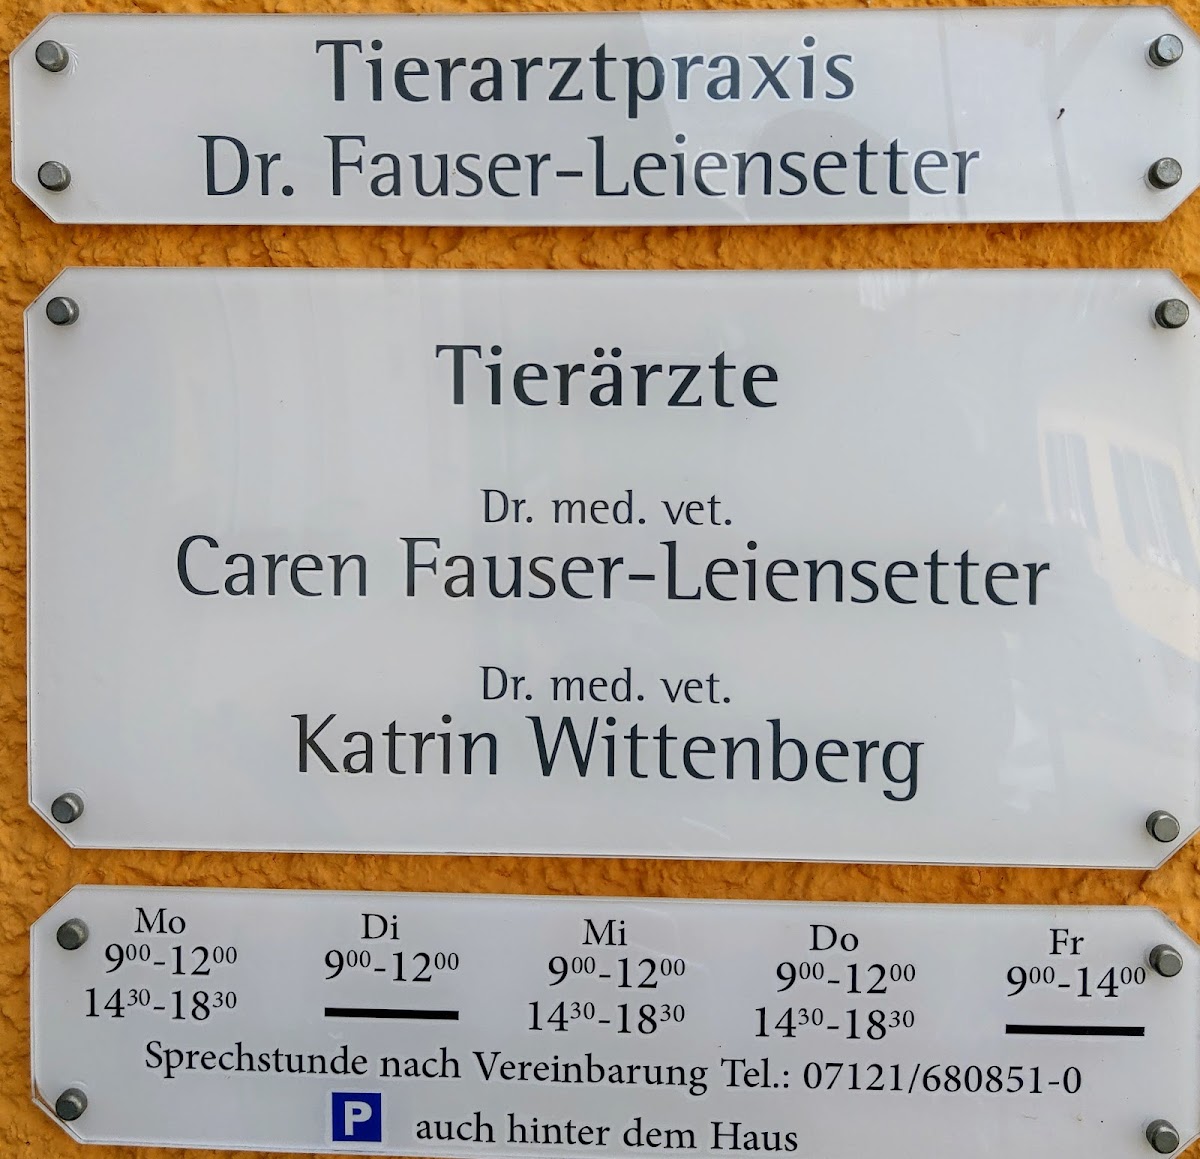 Tierarztpraxis
Dr. Fauser-Leiensetter
Tierärzte
Dr. med. vet.
Caren Fauser-Leiensetter
Dr. med. vet.
Katrin Wittenberg
Mo Di Mi Do Fr
9⁰⁰-12⁰⁰ 9⁰⁰-12⁰⁰ 9⁰⁰-12⁰⁰ 9⁰⁰-12⁰⁰ 9⁰⁰-14⁰⁰
14³⁰-18³⁰ 14³⁰-18³⁰ 14³⁰-18³⁰
Sprechstunde nach Vereinbarung Tel.: 07121/680851-0
P auch hinter dem Haus